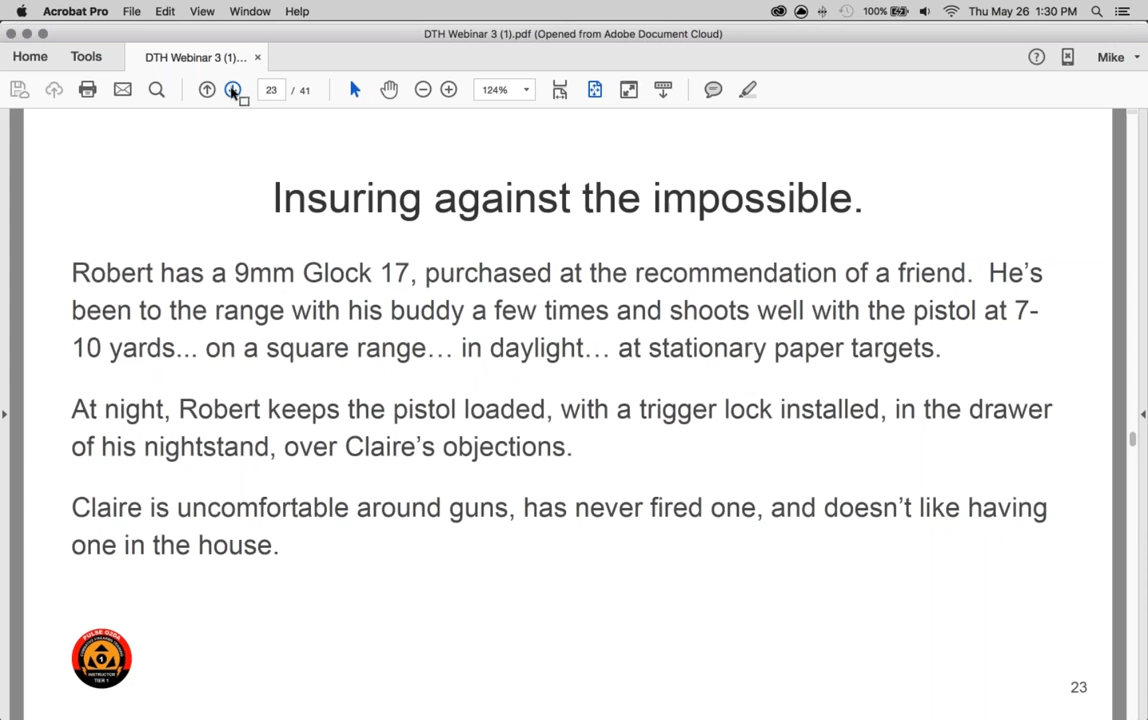 Acrobat Pro File Edit View Window Help 100% Thu May 26 1:30 PM
DTH Webinar 3 (1).pdf (Opened from Adobe Document Cloud)
Home Tools DTH Webinar 3 (1)... × Mike
23 / 41 124%
Insuring against the impossible.
Robert has a 9mm Glock 17, purchased at the recommendation of a friend. He’s
been to the range with his buddy a few times and shoots well with the pistol at 7-
10 yards... on a square range… in daylight… at stationary paper targets.
At night, Robert keeps the pistol loaded, with a trigger lock installed, in the drawer
of his nightstand, over Claire’s objections.
Claire is uncomfortable around guns, has never fired one, and doesn’t like having
one in the house.
PULSE O2DA
1
INSTRUCTOR
TIER 1
23